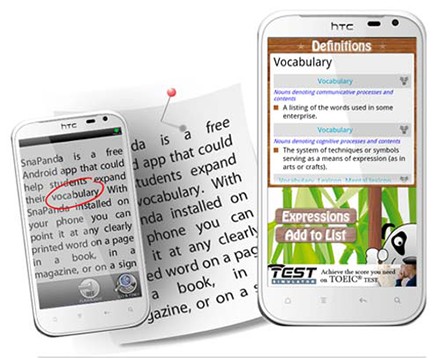 hTC
SnaPanda is a free
Android app that could
help students expand
their vocabulary. With
SnaPanda installed on
your phone you can
point it at any clearly
printed word on a page
in a book, in a
magazine, or on a sign
da is a free
app that could
students expand
vocabulary. With
nda installed on
phone you can
it at any clearly
word on a page
a book, in
gazine, or on a s
hTC
Definitions
Vocabulary
Vocabulary
Nouns denoting communicative processes and
contents
A listing of the words used in some
enterprise.
Vocabulary
Nouns denoting cognitive processes and
contents
The system of techniques or symbols
serving as a means of expression (as in
arts or crafts).
Expressions
Add to List
TEST
SIMULATOR
Achieve the score you need
on TOEIC® TEST